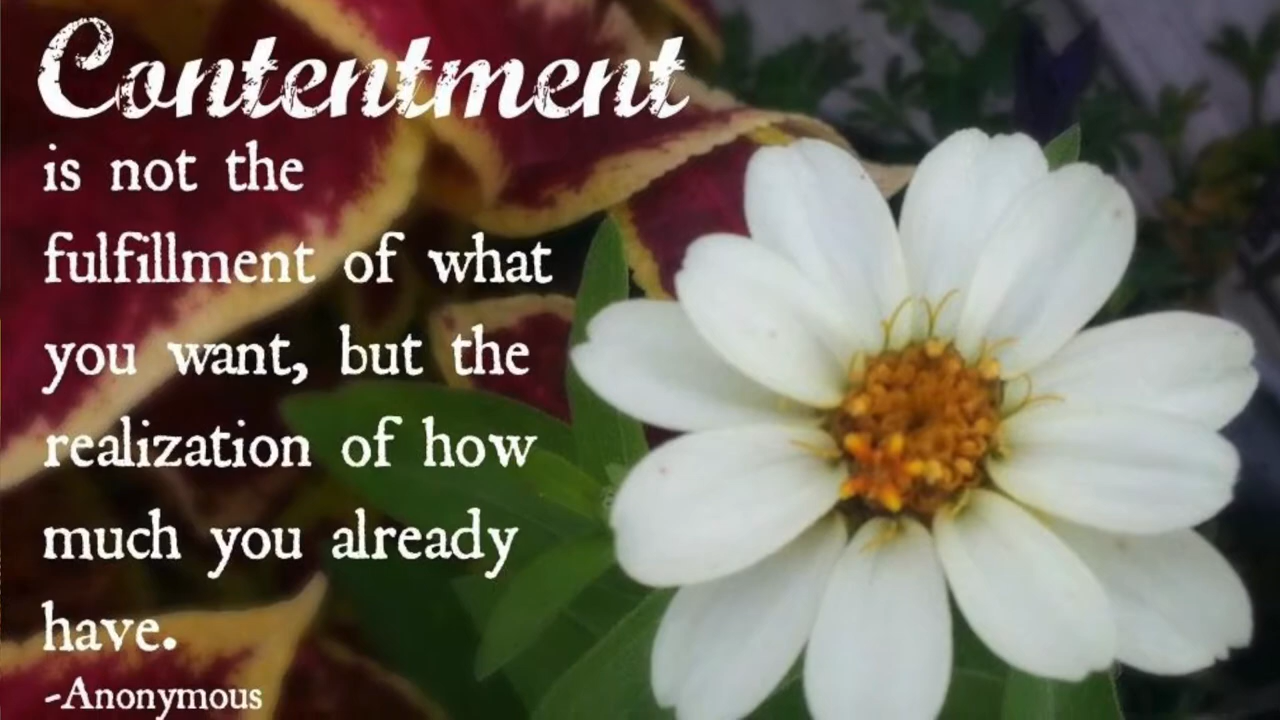 Contentment
is not the
fulfillment of what
you want, but the
realization of how
much you already
have.
-Anonymous